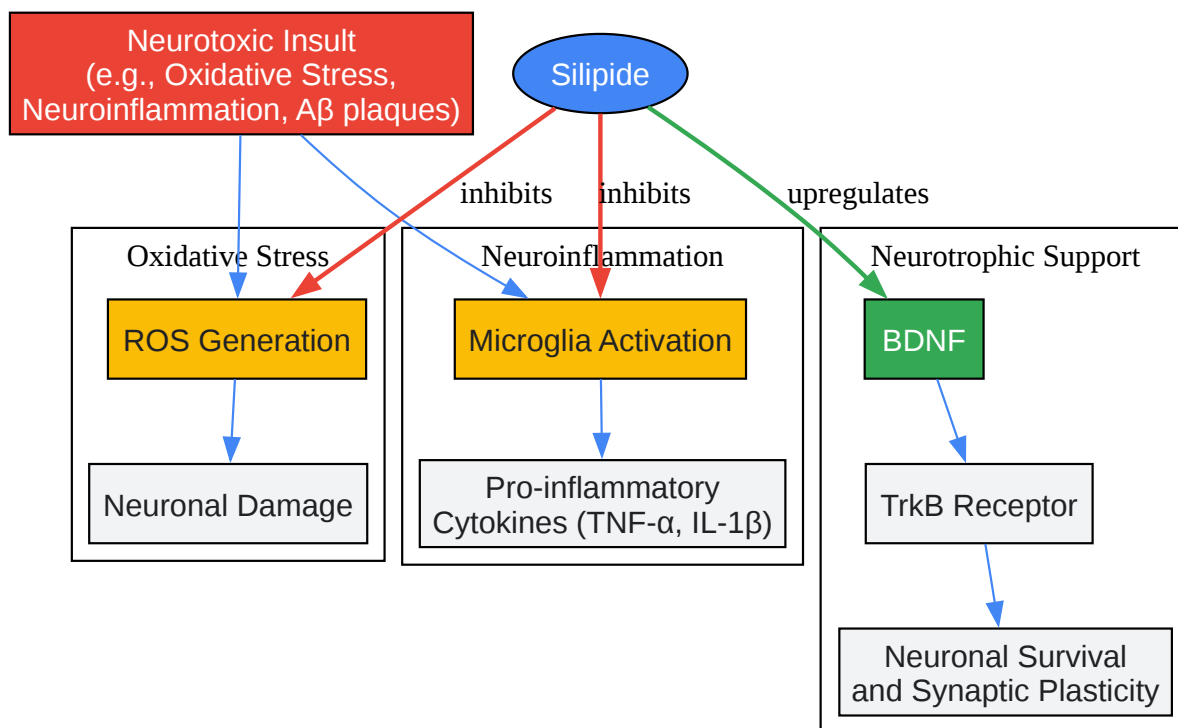 Neurotoxic Insult
(e.g., Oxidative Stress,
Neuroinflammation, Aβ plaques)
Silipide
inhibits
inhibits
upregulates
Oxidative Stress
Neuroinflammation
Neurotrophic Support
ROS Generation
Microglia Activation
BDNF
Neuronal Damage
Pro-inflammatory
Cytokines (TNF-α, IL-1β)
TrkB Receptor
Neuronal Survival
and Synaptic Plasticity